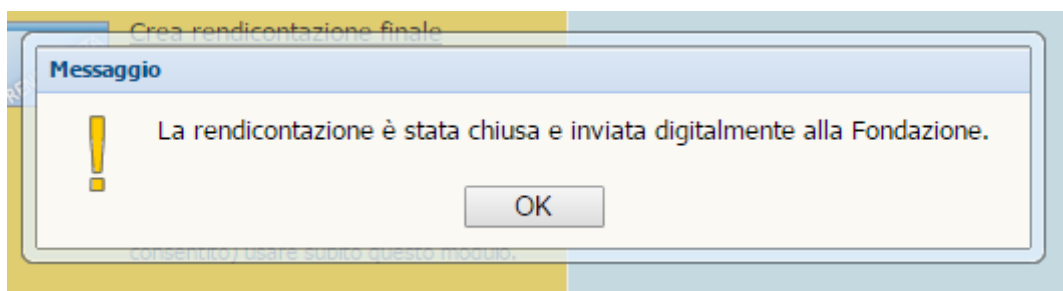 Crea rendicontazione finale
Messaggio
La rendicontazione è stata chiusa e inviata digitalmente alla Fondazione.
OK
consentito) usare subito questo modulo.